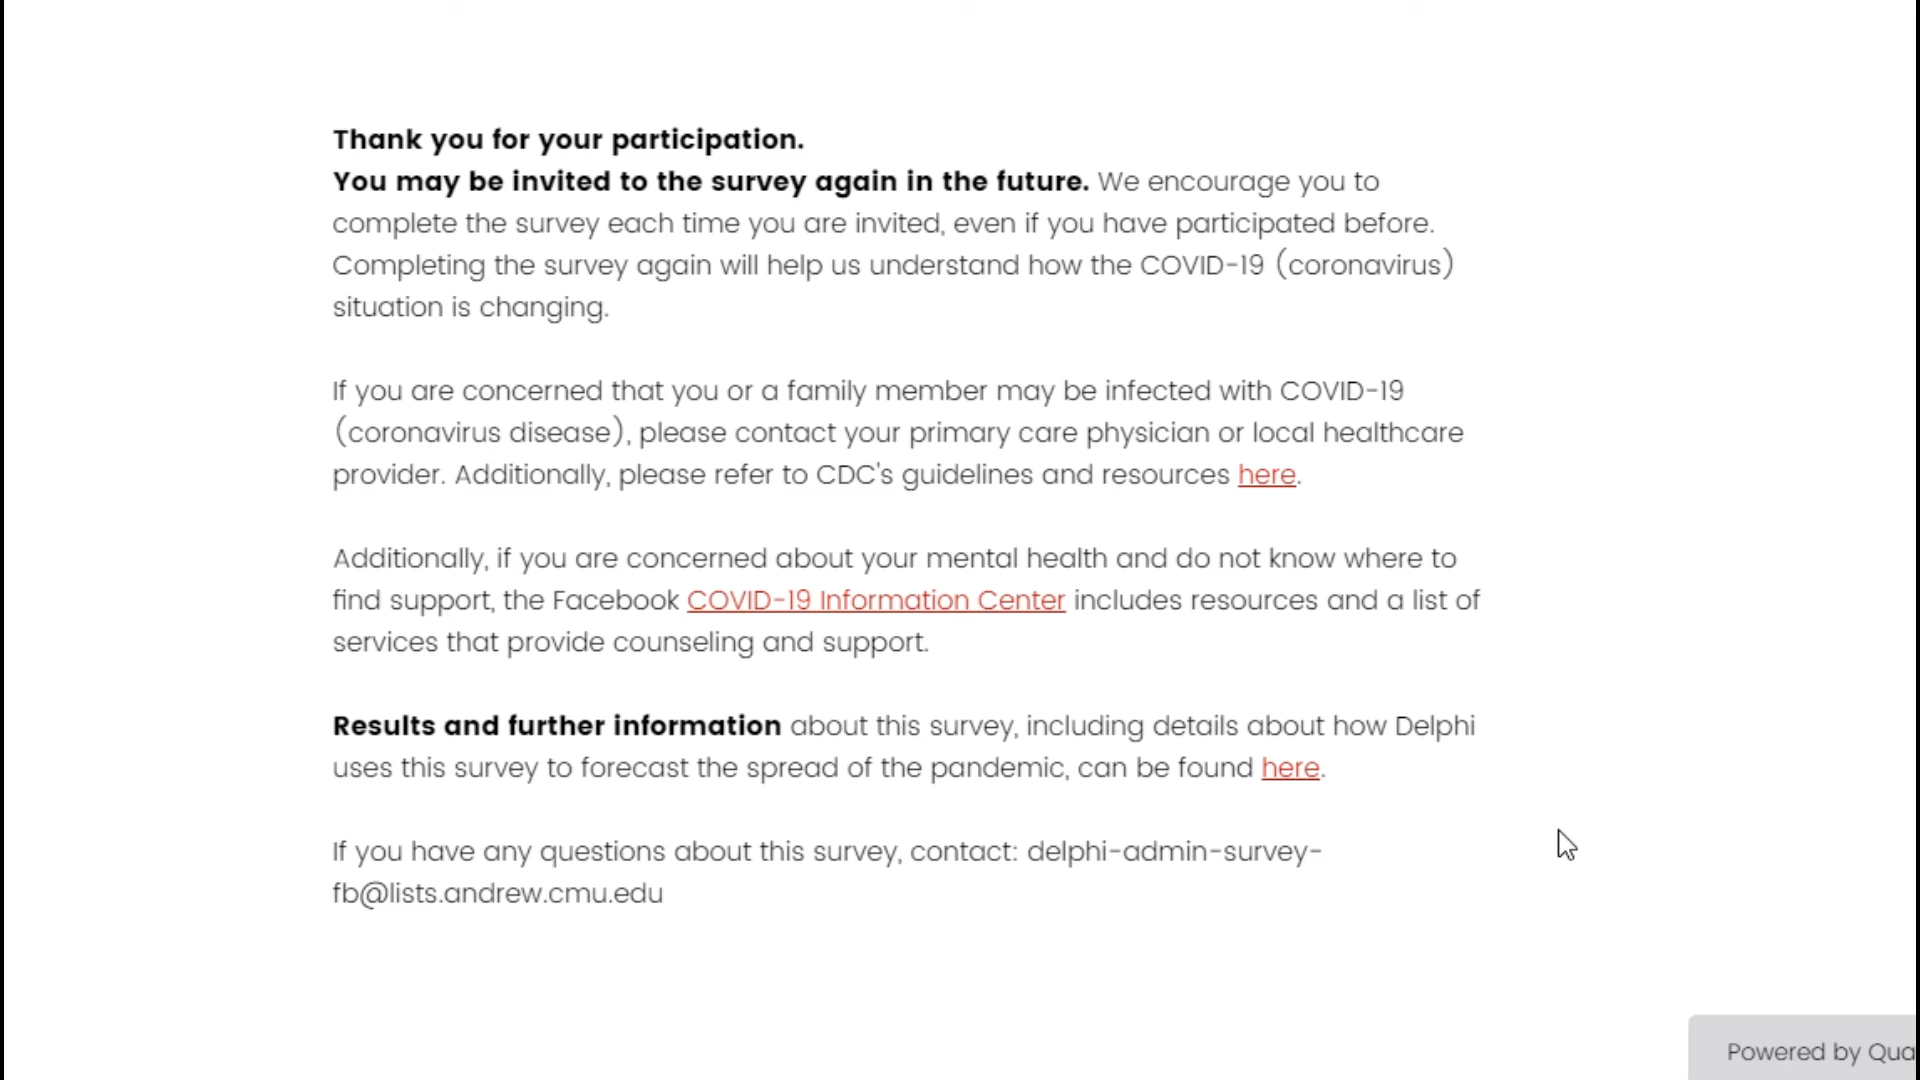 Thank you for your participation.
You may be invited to the survey again in the future. We encourage you to
complete the survey each time you are invited, even if you have participated before.
Completing the survey again will help us understand how the COVID-19 (coronavirus)
situation is changing.
If you are concerned that you or a family member may be infected with COVID-19
(coronavirus disease), please contact your primary care physician or local healthcare
provider. Additionally, please refer to CDC's guidelines and resources here.
Additionally, if you are concerned about your mental health and do not know where to
find support, the Facebook COVID-19 Information Center includes resources and a list of
services that provide counseling and support.
Results and further information about this survey, including details about how Delphi
uses this survey to forecast the spread of the pandemic, can be found here.
If you have any questions about this survey, contact: delphi-admin-survey-
fb@lists.andrew.cmu.edu
Powered by Qua